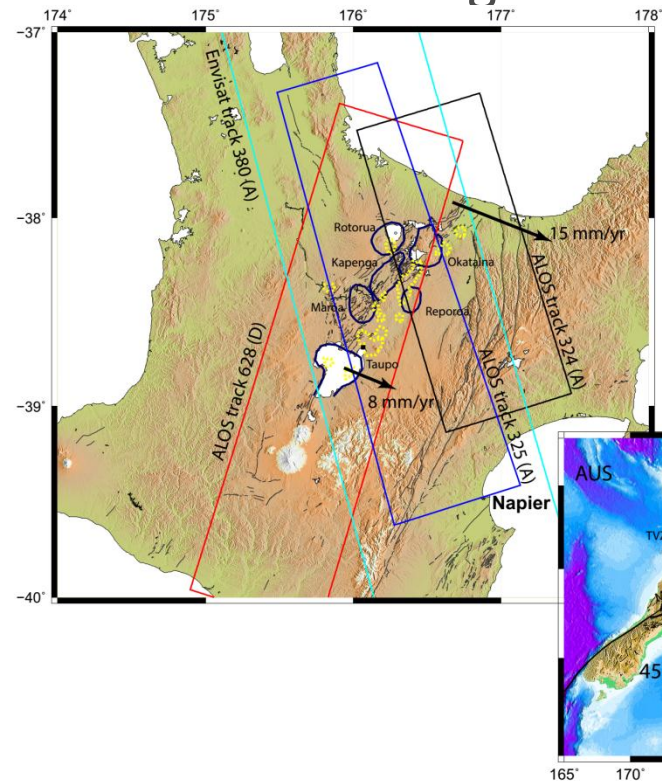 174°
175°
176°
177°
178°
−37°
−38°
−39°
−40°
Envisat track 380 (A)
Rotorua
Kapenga
Okataina
15 mm/yr
Maroa
Reporoa
ALOS track 324 (A)
ALOS track 628 (D)
Taupo
8 mm/yr
ALOS track 325 (A)
Napier
AUS
45
165°
170°